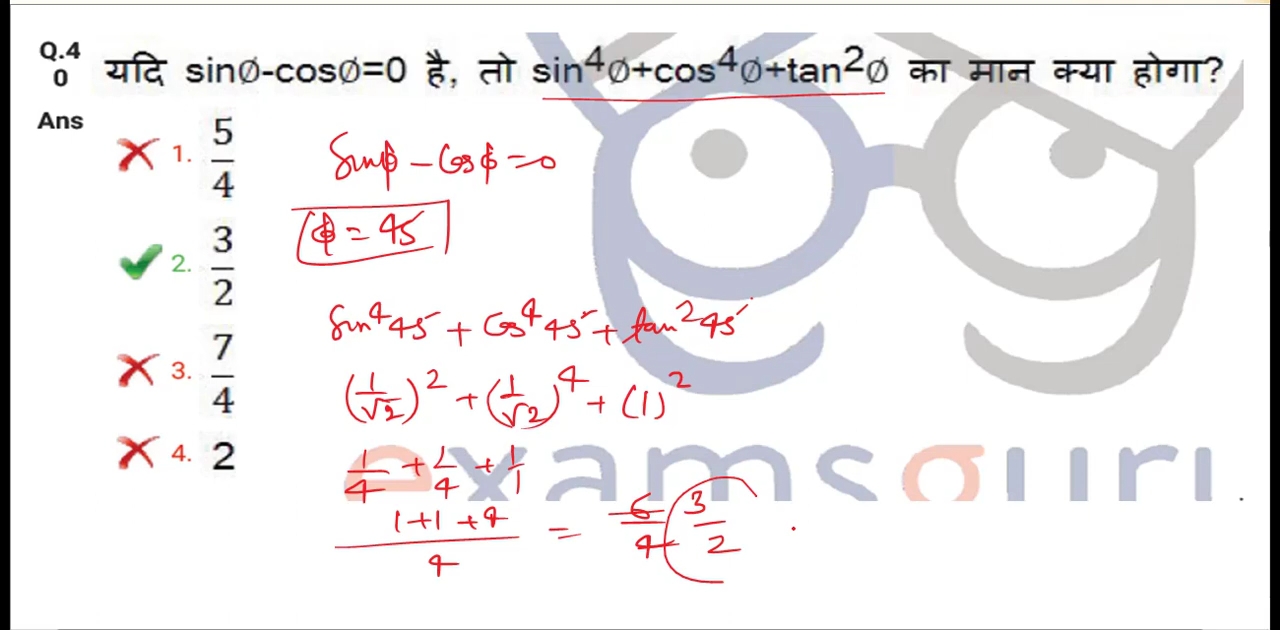 Q.4
0
यदि sinØ-cosØ=0 है, तो sin⁴Ø+cos⁴Ø+tan²Ø का मान क्या होगा?
Ans
1. 5/4
2. 3/2
3. 7/4
4. 2
Sinϕ - Cosϕ = 0
ϕ = 45
Sin⁴45 + Cos⁴45 + tan²45
(1/√2)² + (1/√2)⁴ + (1)²
1/4 + 1/4 + 1/1
(1+1+4)/4 = 6/4 3/2
examsguru